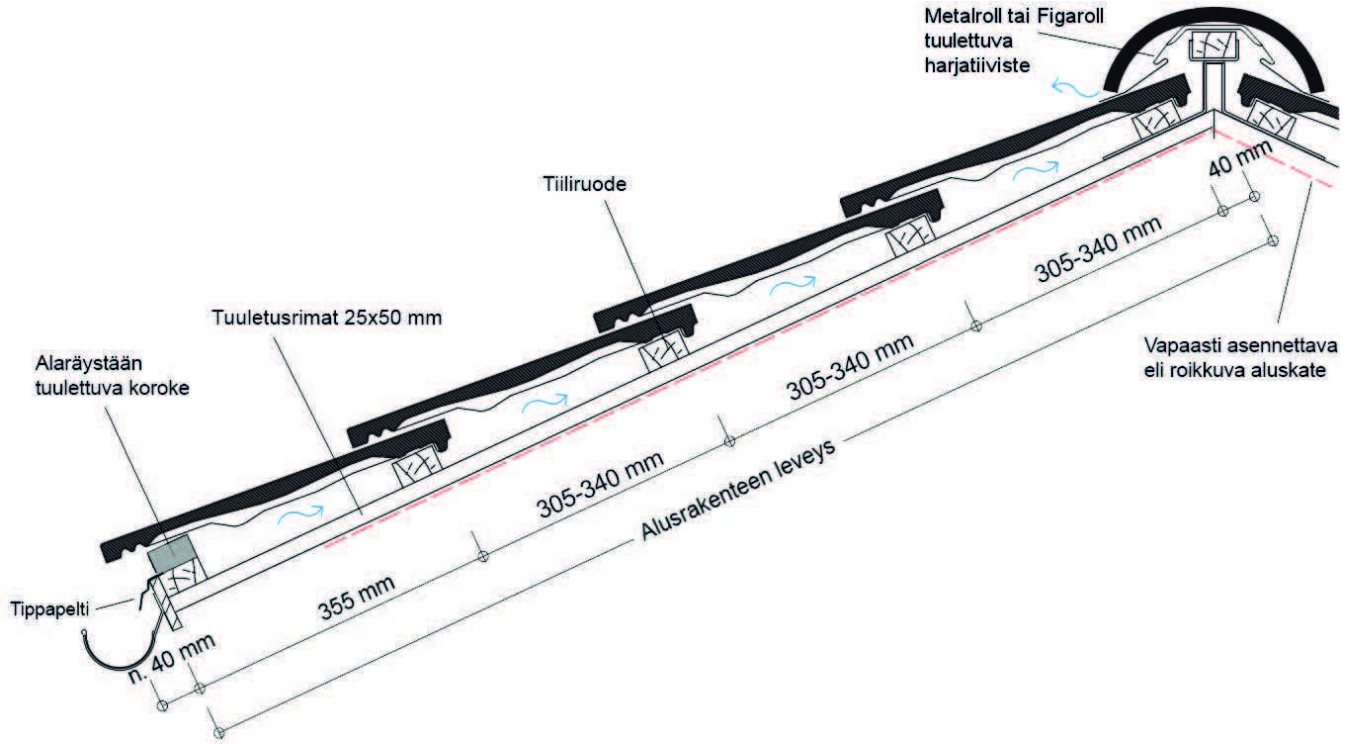 Metalroll tai Figaroll
tuulettuva
harjatiiviste
Tiiliruode
40 mm
305-340 mm
Tuuletusrimat 25x50 mm
Vapaasti asennettava
eli roikkuva aluskate
Alaräystään
tuulettuva koroke
305-340 mm
305-340 mm
Alusrakenteen leveys
355 mm
Tippapelti
n. 40 mm